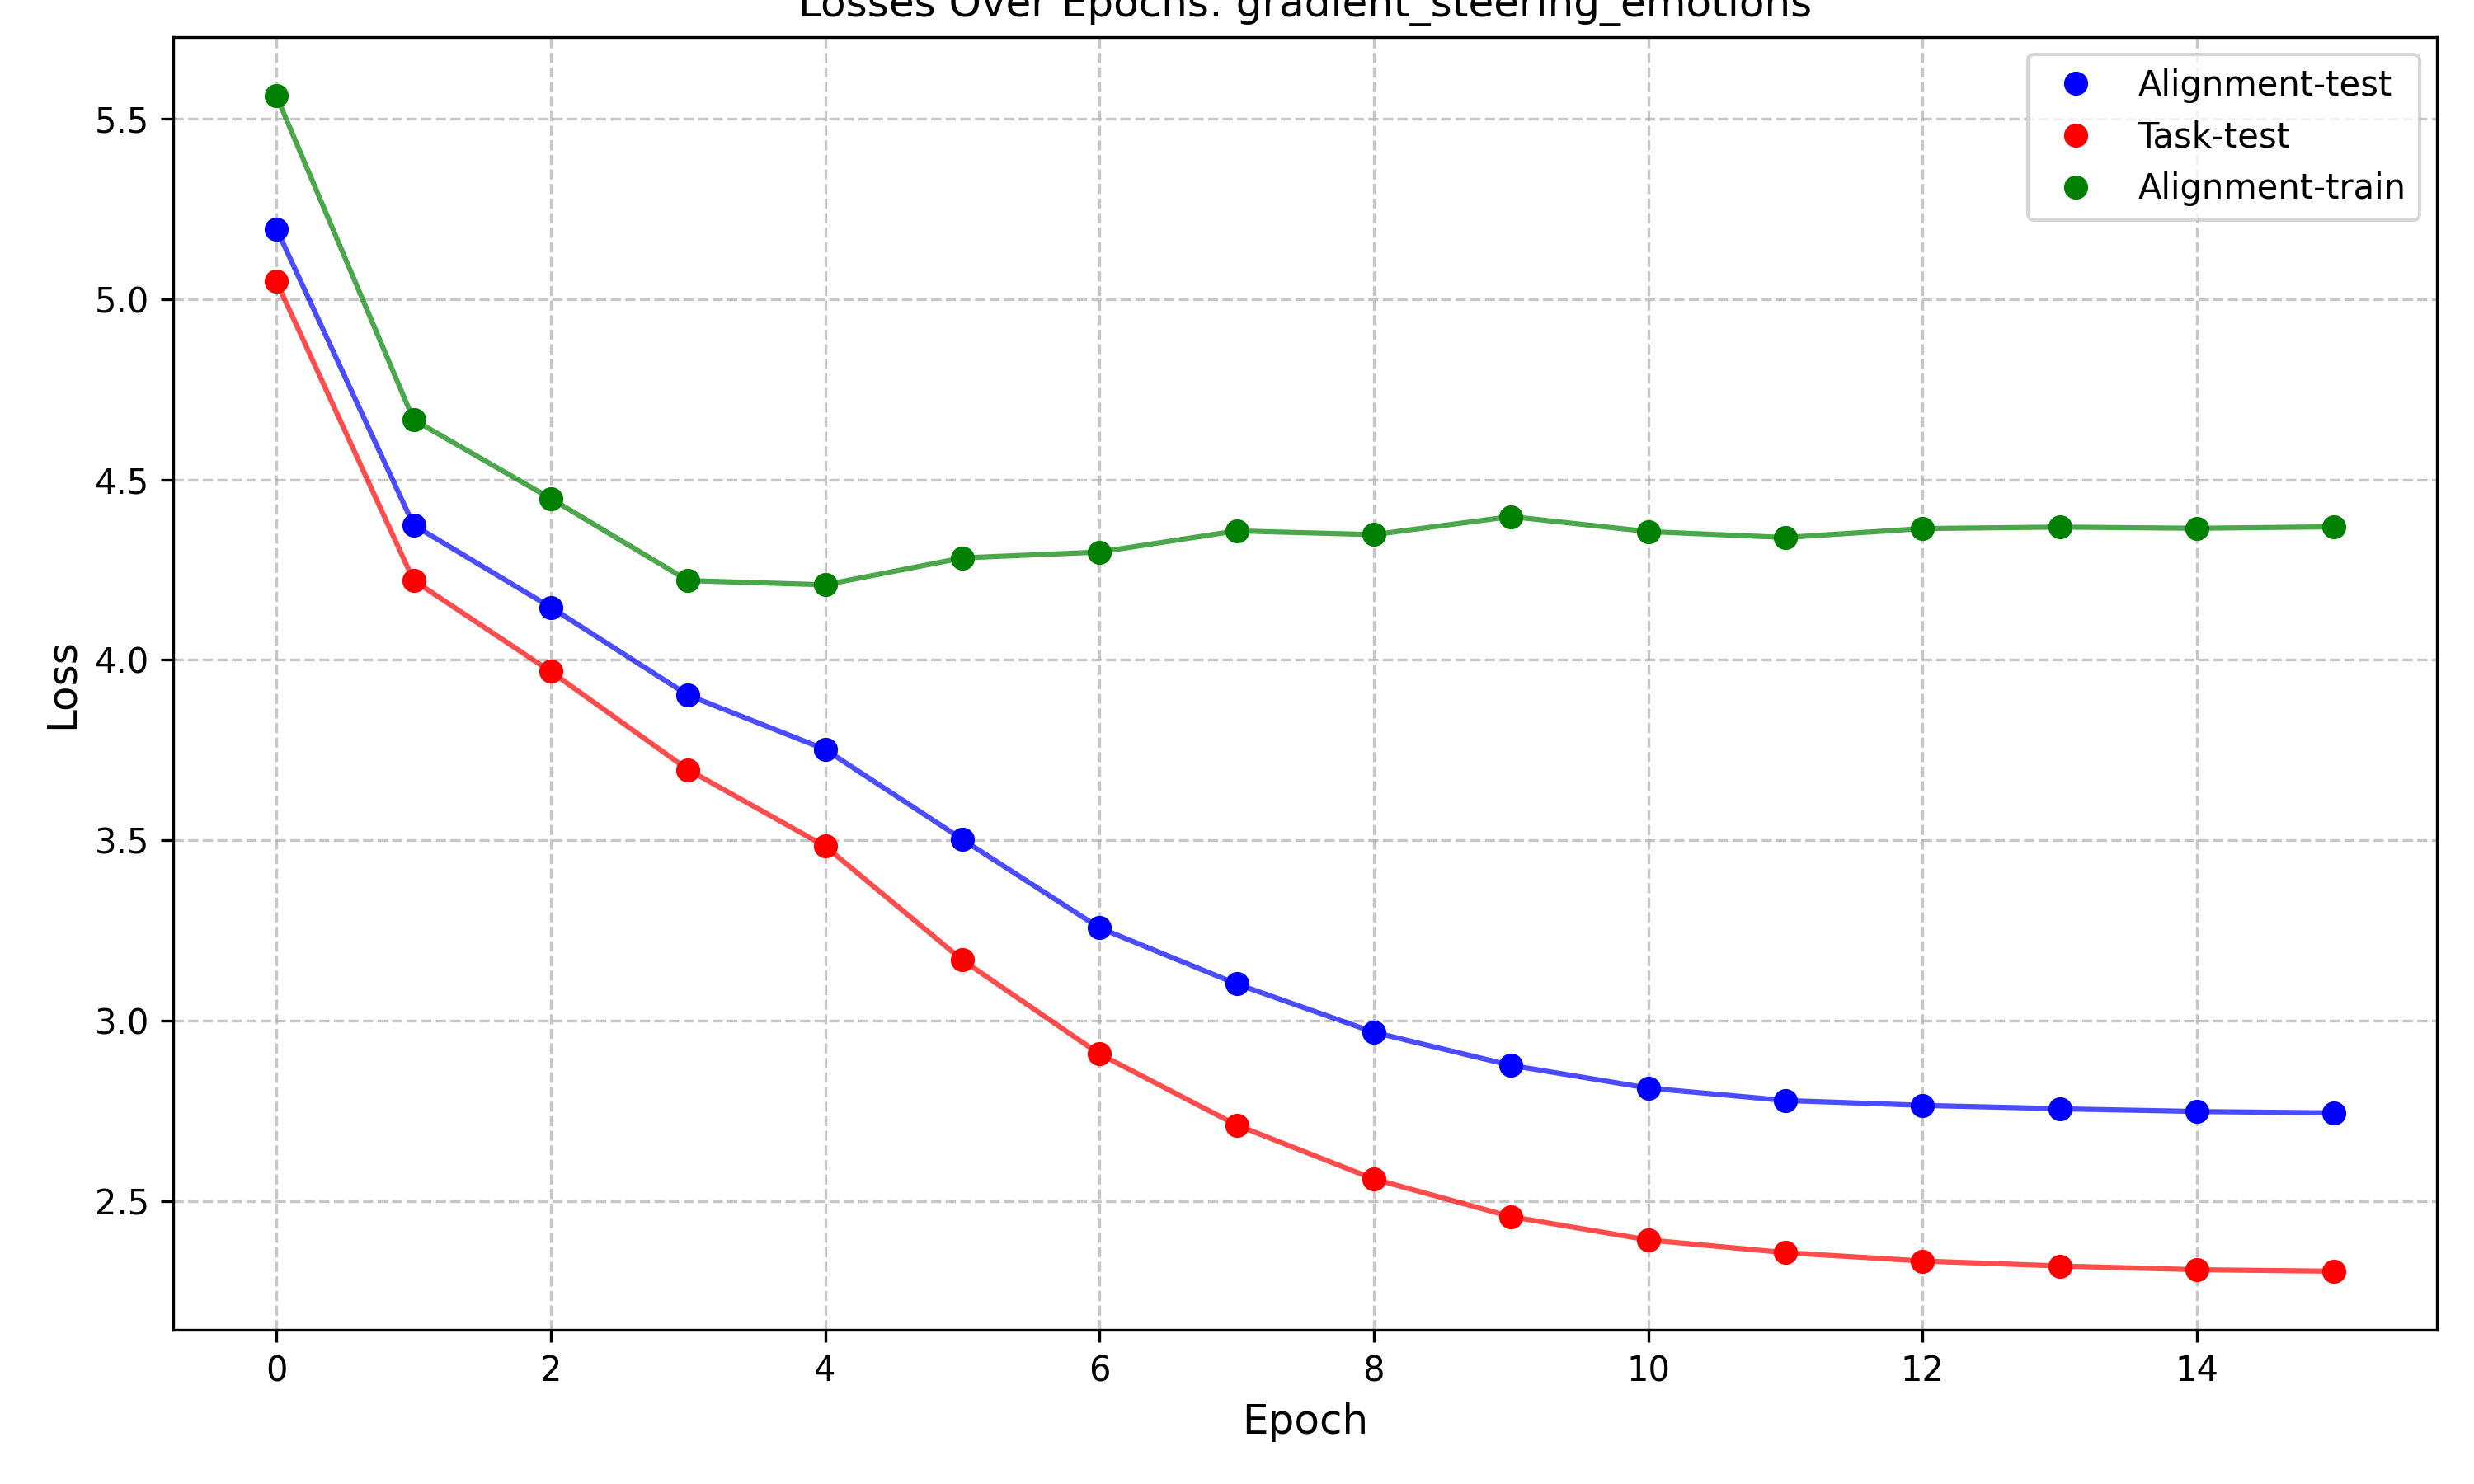 Losses Over Epochs: gradient_steering_emotions
Alignment-test
Task-test
Alignment-train
5.5
5.0
4.5
4.0
3.5
3.0
2.5
Loss
0 2 4 6 8 10 12 14
Epoch